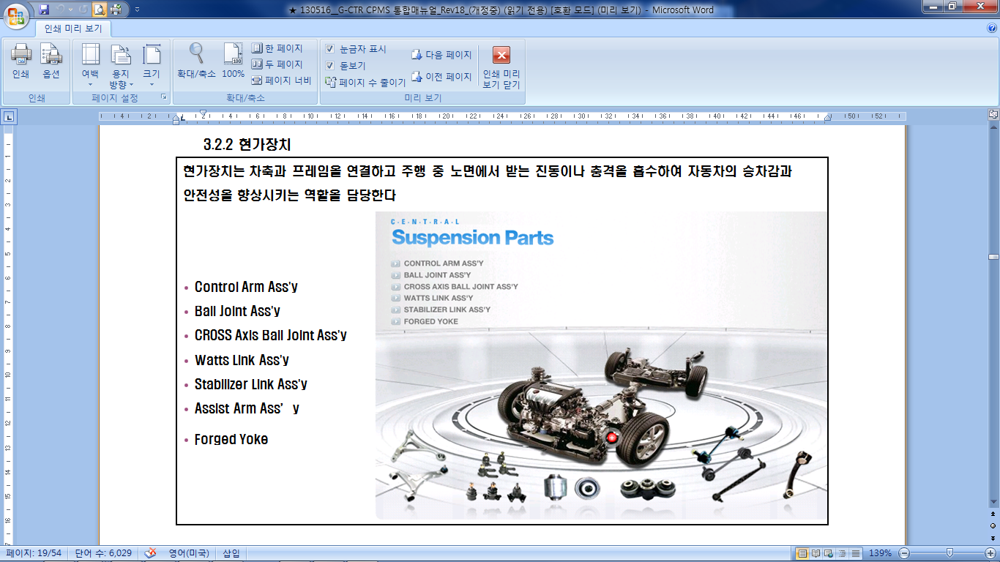 ★ 130516 _G-CTR CPMS 통합매뉴얼_Rev18_(개정중) (읽기 전용) [호환 모드] (미리 보기) - Microsoft Word
인쇄 미리 보기
인쇄
옵션
여백
용지 방향
크기
확대/축소
100%
한 페이지
두 페이지
페이지 너비
눈금자 표시
돋보기
페이지 수 줄이기
다음 페이지
이전 페이지
인쇄 미리 보기 닫기
인쇄
페이지 설정
확대/축소
미리 보기
3.2.2 현가장치
현가장치는 차축과 프레임을 연결하고 주행 중 노면에서 받는 진동이나 충격을 흡수하여 자동차의 승차감과
안전성을 향상시키는 역할을 담당한다
C·E·N·T·R·A·L
Suspension Parts
CONTROL ARM ASS'Y
BALL JOINT ASS'Y
CROSS AXIS BALL JOINT ASS'Y
WATTS LINK ASS'Y
STABILIZER LINK ASS'Y
FORGED YOKE
• Control Arm Ass'y
• Ball Joint Ass'y
• CROSS Axis Ball Joint Ass'y
• Watts Link Ass'y
• Stabilizer Link Ass'y
• Assist Arm Ass’y
• Forged Yoke
페이지: 19/54
단어 수: 6,029
영어(미국)
삽입
139%